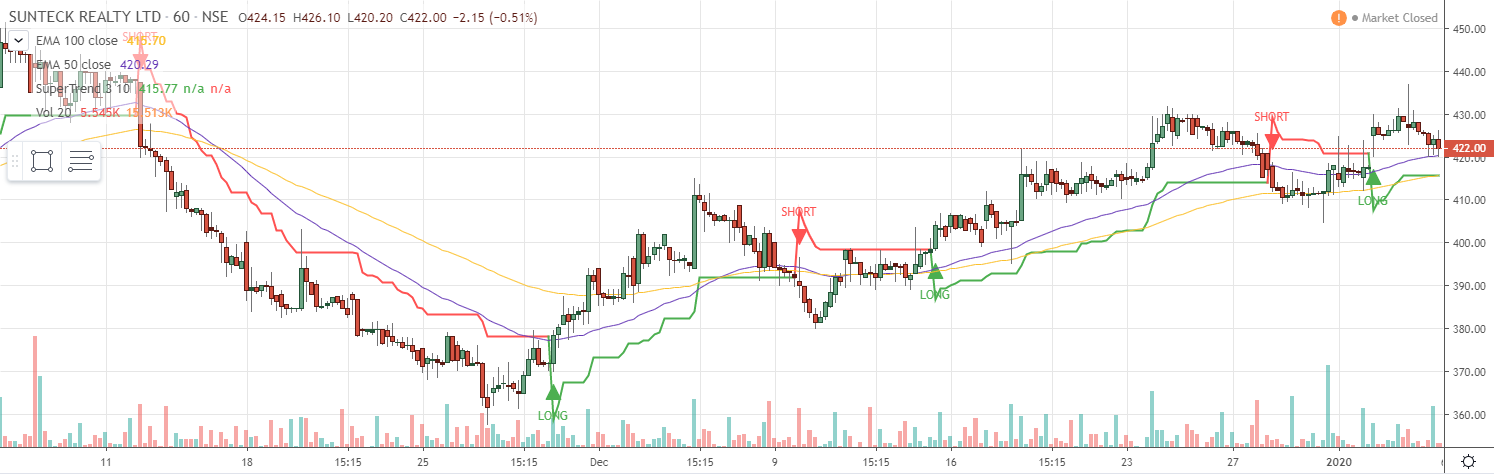 SUNTECK REALTY LTD · 60 · NSE O424.15 H426.10 L420.20 C422.00 −2.15 (−0.51%)
! Market Closed
EMA 100 close 415.70
EMA 50 close 420.29
SuperTrend 3 10 415.77 n/a n/a
Vol 20 5.545K 15.513K
SHORT
SHORT
SHORT
LONG
LONG
LONG
450.00
440.00
430.00
422.00
420.00
410.00
400.00
390.00
380.00
370.00
360.00
11 18 15:15 25 15:15 Dec 15:15 9 15:15 16 15:15 23 27 2020